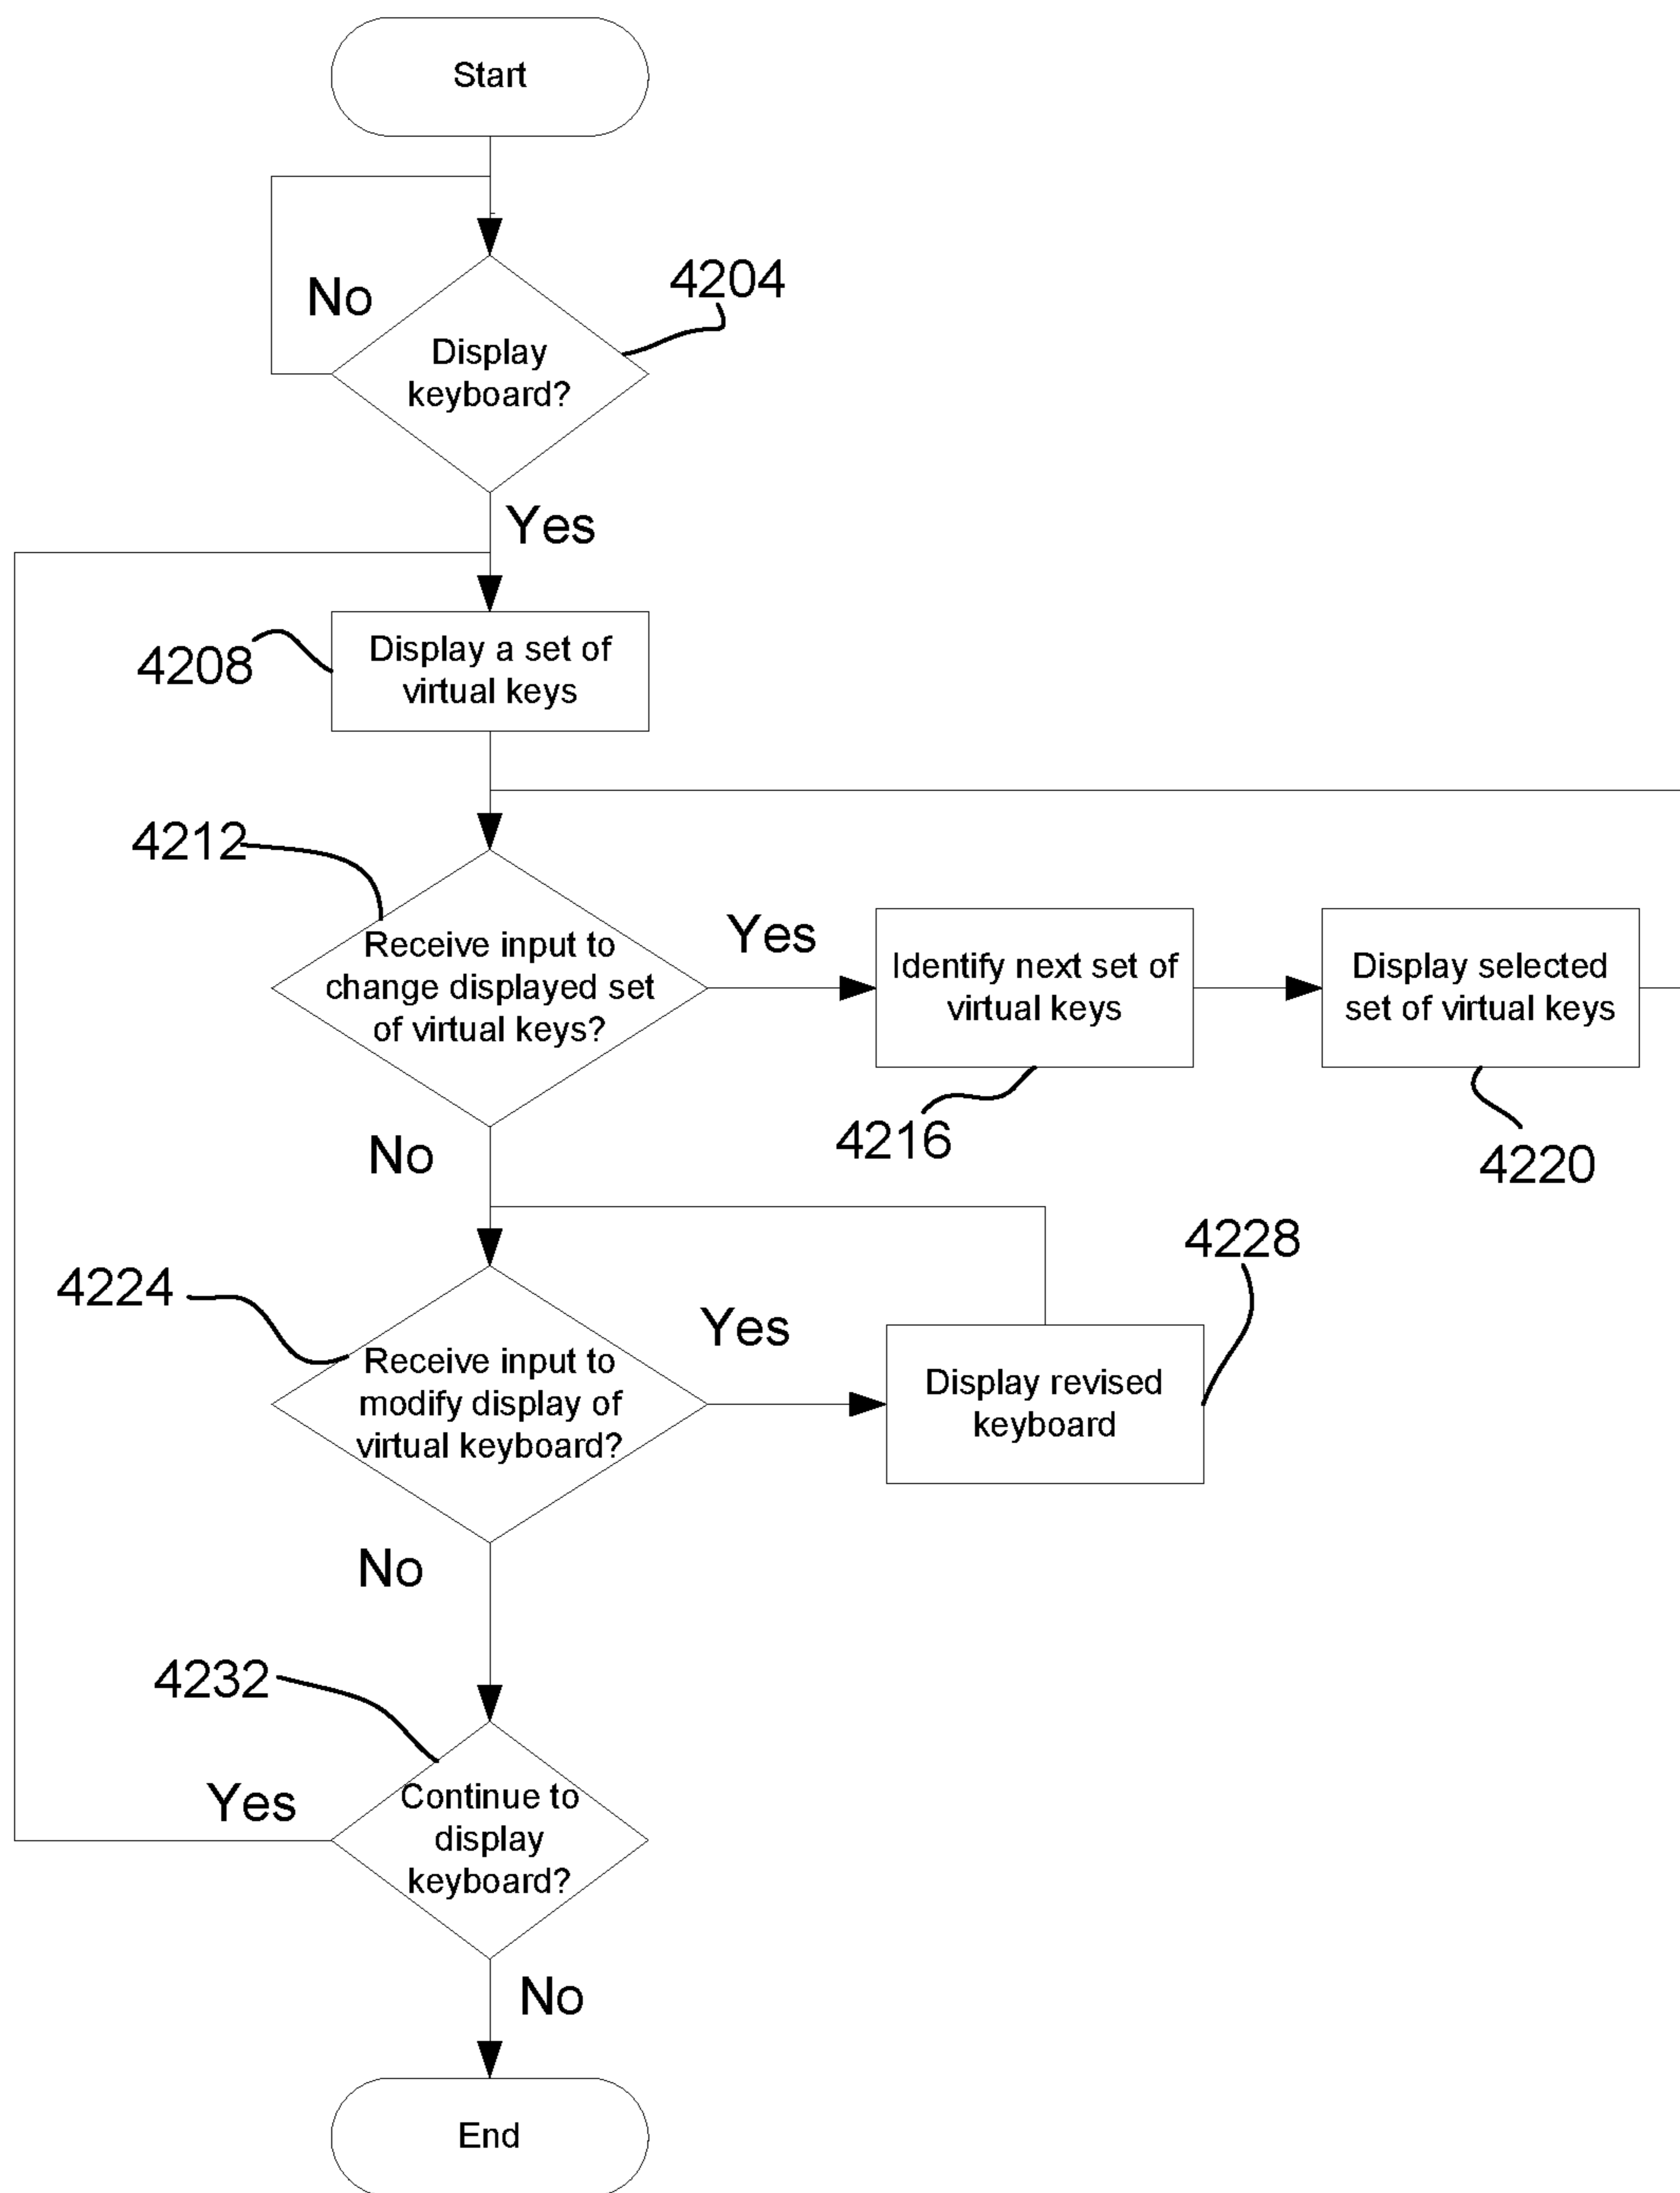 Start
No
4204
Display
keyboard?
Yes
4208
Display a set of
virtual keys
4212
Receive input to
change displayed set
of virtual keys?
Yes
Identify next set of
virtual keys
Display selected
set of virtual keys
4216
4220
No
4228
4224
Receive input to
modify display of
virtual keyboard?
Yes
Display revised
keyboard
No
4232
Yes
Continue to
display
keyboard?
No
End